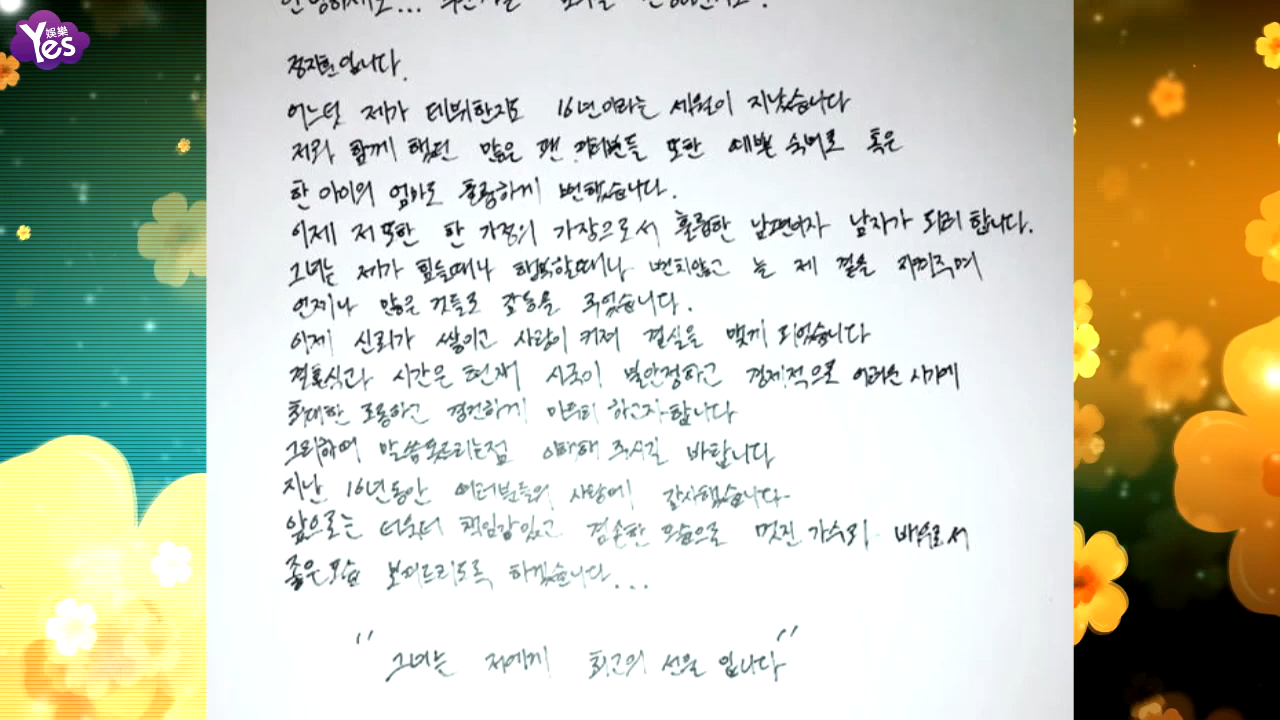 Yes 娛樂
안녕하세요...
정지훈입니다.
어느덧 제가 데뷔한지도 16년이라는 세월이 지났습니다
저와 함께 했던 많은 팬 여러분들 또한 예쁜 숙녀로 혹은
한 아이의 엄마로 훌륭하게 변했습니다.
이제 저 또한 한 가정의 가장으로서 훌륭한 남편이자 남자가 되려 합니다.
그녀는 제가 힘들때나 행복할때나 변치않고 늘 제 곁을 지켜주며
언제나 많은 것들로 감동을 주었습니다.
이제 신뢰가 쌓이고 사랑이 커져 결실을 맺게 되었습니다
결혼식과 시간은 현재 시국이 불안정하고 경제적으로 어려운 시기에
최대한 조용하고 경건하게 마무리 하고자 합니다
그리하여 말씀못드리는점 양해해 주시길 바랍니다
지난 16년동안 여러분들의 사랑에 감사했습니다.
앞으로는 더욱더 책임감있고 겸손한 모습으로 멋진 가수와 배우로서
좋은모습 보여드리도록 하겠습니다...
"그녀는 저에게 최고의 선물 입니다"